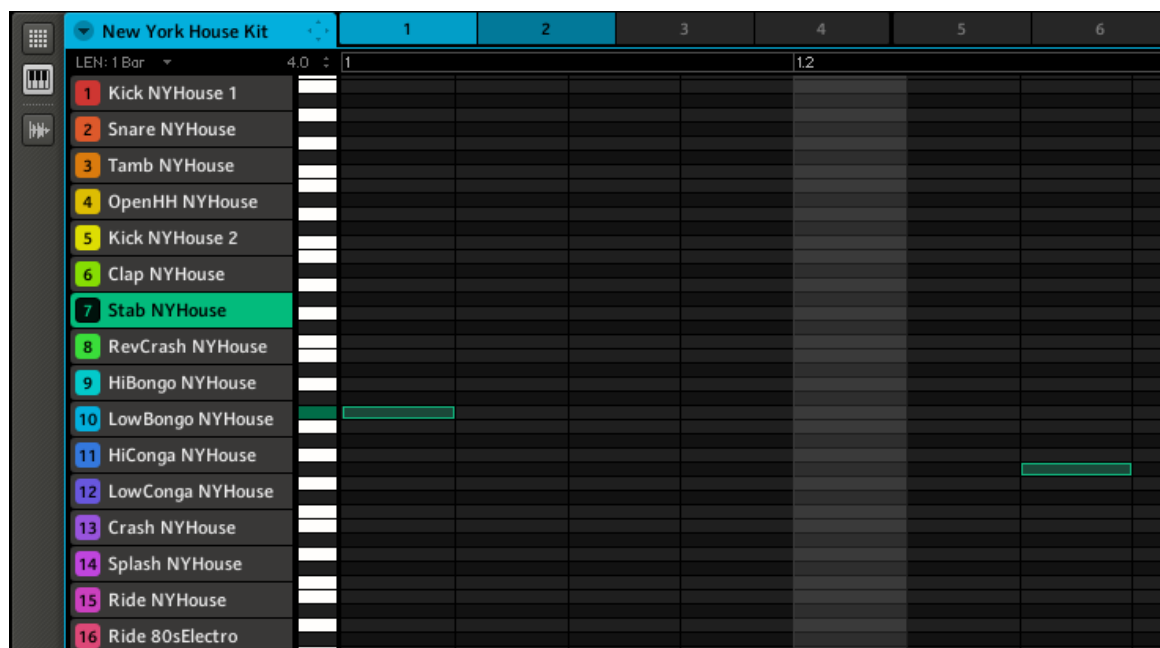 New York House Kit 1 2 3 4 5 6
LEN: 1 Bar 4.0 1 1.2
1 Kick NYHouse 1
2 Snare NYHouse
3 Tamb NYHouse
4 OpenHH NYHouse
5 Kick NYHouse 2
6 Clap NYHouse
7 Stab NYHouse
8 RevCrash NYHouse
9 HiBongo NYHouse
10 LowBongo NYHouse
11 HiConga NYHouse
12 LowConga NYHouse
13 Crash NYHouse
14 Splash NYHouse
15 Ride NYHouse
16 Ride 80sElectro